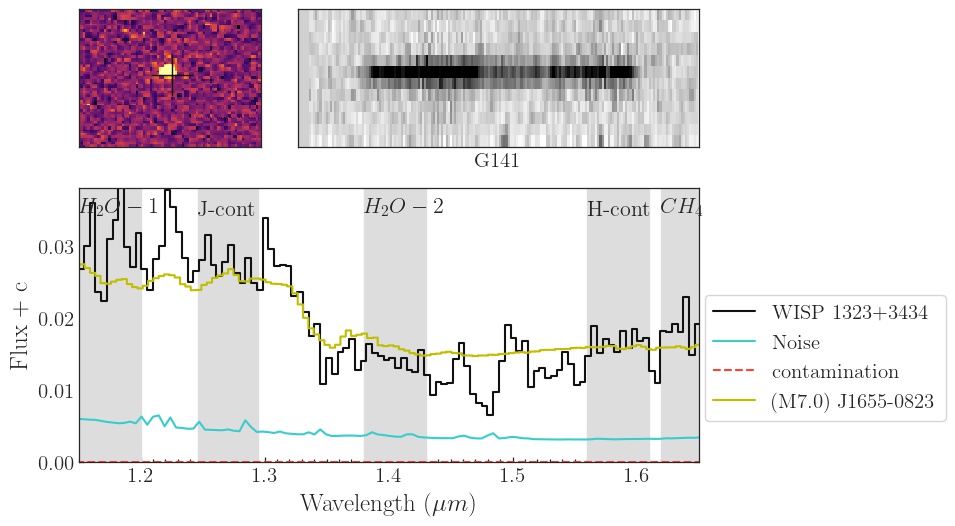 G141
H₂O − 1
J-cont
H₂O − 2
H-cont
CH₄
0.03
0.02
0.01
0.00
Flux + c
1.2
1.3
1.4
1.5
1.6
Wavelength (μm)
WISP 1323+3434
Noise
contamination
(M7.0) J1655-0823